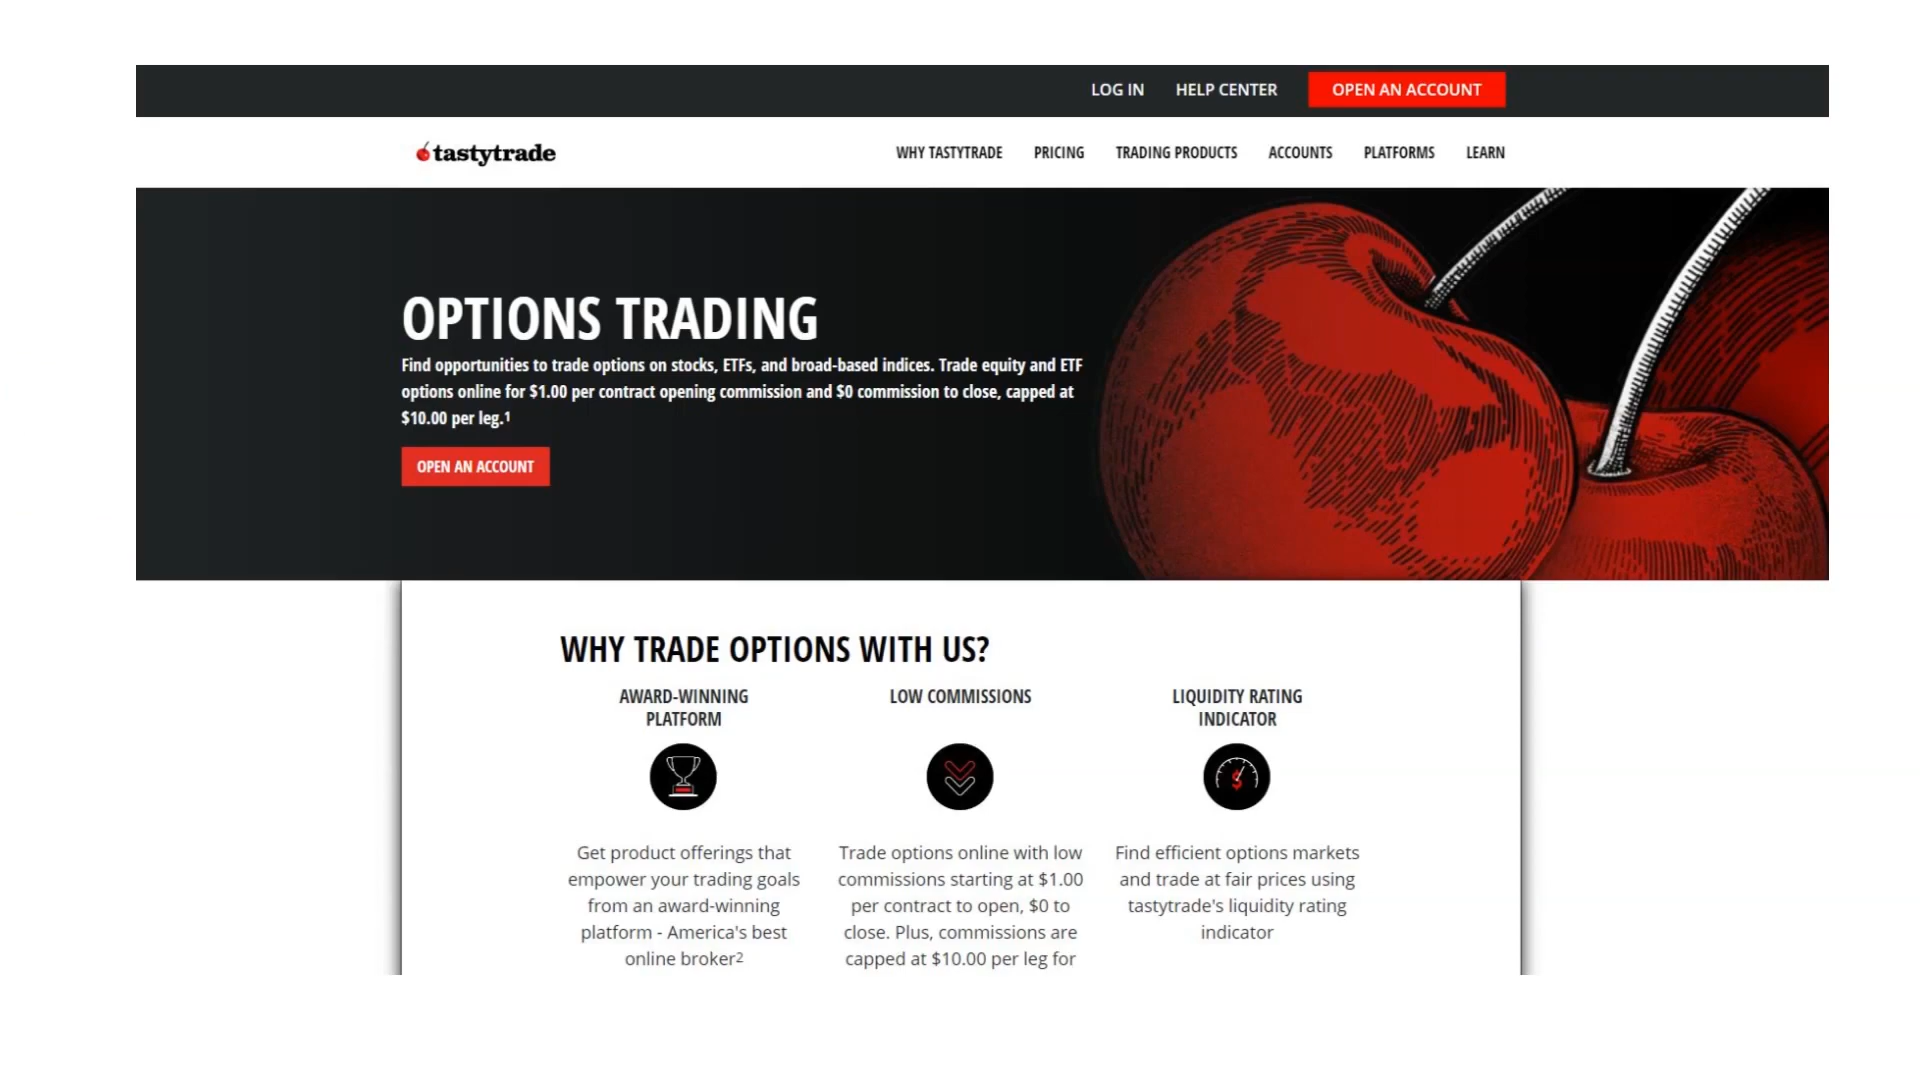 LOG IN HELP CENTER OPEN AN ACCOUNT
tastytrade WHY TASTYTRADE PRICING TRADING PRODUCTS ACCOUNTS PLATFORMS LEARN
OPTIONS TRADING
Find opportunities to trade options on stocks, ETFs, and broad-based indices. Trade equity and ETF
options online for $1.00 per contract opening commission and $0 commission to close, capped at
$10.00 per leg.1
OPEN AN ACCOUNT
WHY TRADE OPTIONS WITH US?
AWARD-WINNING
PLATFORM
Get product offerings that
empower your trading goals
from an award-winning
platform - America's best
online broker2
LOW COMMISSIONS
Trade options online with low
commissions starting at $1.00
per contract to open, $0 to
close. Plus, commissions are
capped at $10.00 per leg for
LIQUIDITY RATING
INDICATOR
$
Find efficient options markets
and trade at fair prices using
tastytrade's liquidity rating
indicator